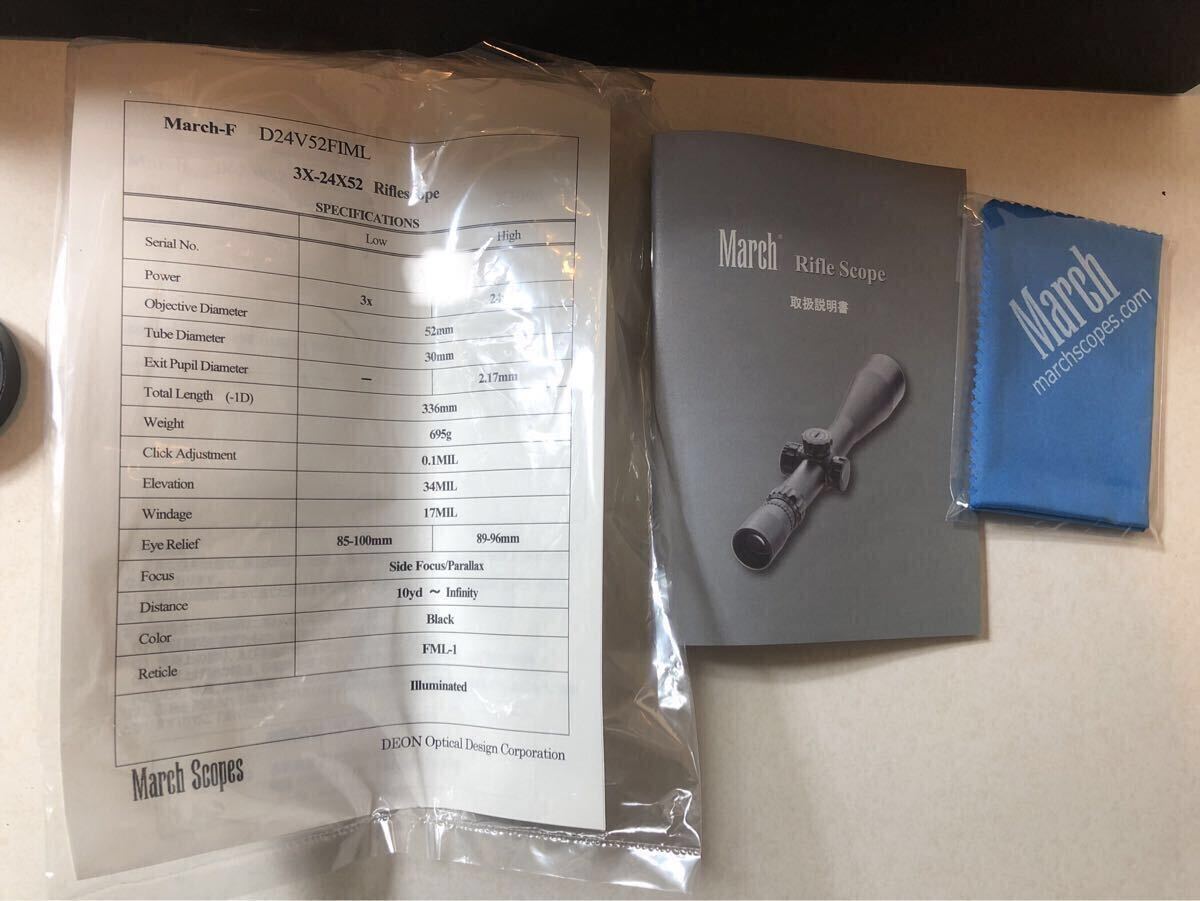 March-F D24V52FIML
3X-24X52
SPECIFICATIONS
Low High
Serial No.
Power 3x
Objective Diameter 52mm
Tube Diameter 30mm
Exit Pupil Diameter — 2.17mm
Total Length (-1D) 336mm
Weight 695g
Click Adjustment 0.1MIL
Elevation 34MIL
Windage 17MIL
Eye Relief 85-100mm 89-96mm
Focus Side Focus/Parallax
Distance 10yd ~ Infinity
Color Black
Reticle FML-1
Illuminated
DEON Optical Design Corporation
March Scopes
March® Rifle Scope
取扱説明書
March
marchscopes.com